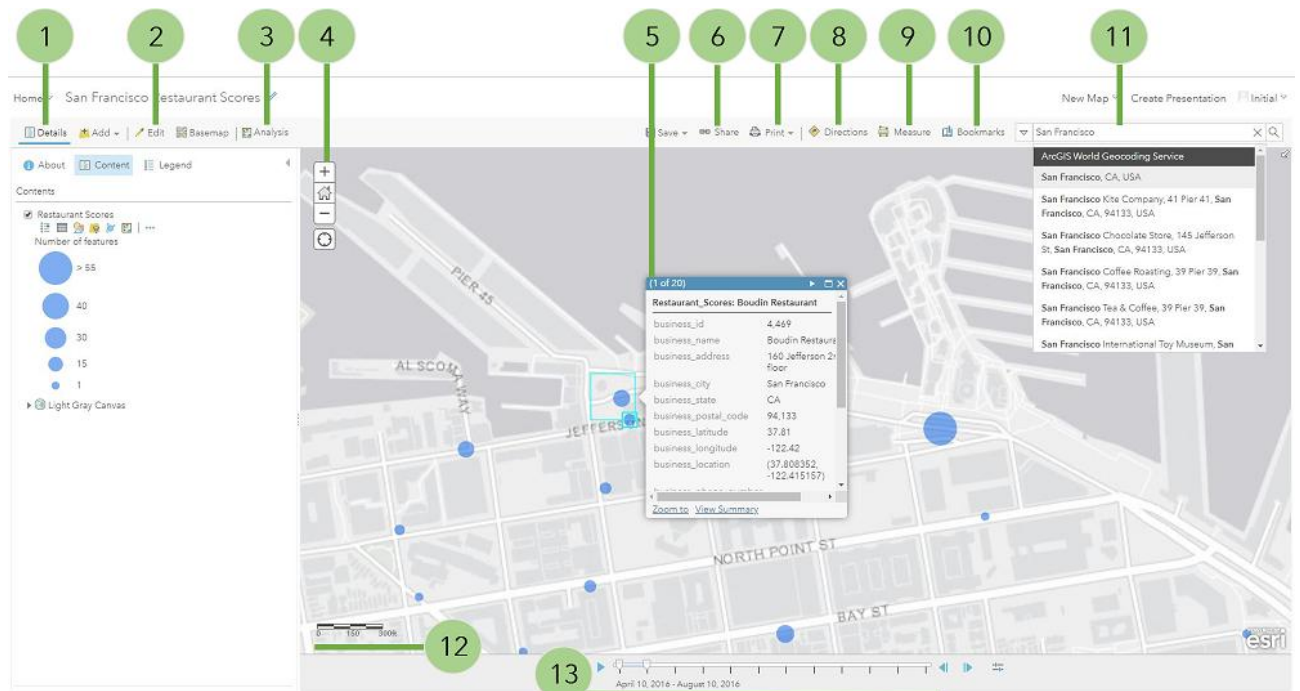 1 2 3 4 5 6 7 8 9 10 11
Home San Francisco Restaurant Scores
New Map Create Presentation Initial
Details Add Edit Basemap Analysis
Save Share Print Directions Measure Bookmarks San Francisco
About Content Legend
Contents
Restaurant Scores
Number of features
> 55
40
30
15
1
Light Gray Canvas
ArcGIS World Geocoding Service
San Francisco, CA, USA
San Francisco Kite Company, 41 Pier 41, San
Francisco, CA, 94133, USA
San Francisco Chocolate Store, 145 Jefferson
St, San Francisco, CA, 94133, USA
San Francisco Coffee Roasting, 39 Pier 39, San
Francisco, CA, 94133, USA
San Francisco Tea & Coffee, 39 Pier 39, San
Francisco, CA, 94133, USA
San Francisco International Toy Museum, San
PIER 45
AL SCOMA WAY
(1 of 20)
Restaurant_Scores: Boudin Restaurant
business_id 4,469
business_name Boudin Restaura
business_address 160 Jefferson
floor
business_city San Francisco
business_state CA
business_postal_code 94,133
business_latitude 37.81
business_longitude -122.42
business_location (37.808352,
-122.415157)
Zoom to View Summary
NORTH POINT ST
BAY ST
0 150 300ft
12
esri
13
April 10, 2016 - August 10, 2016